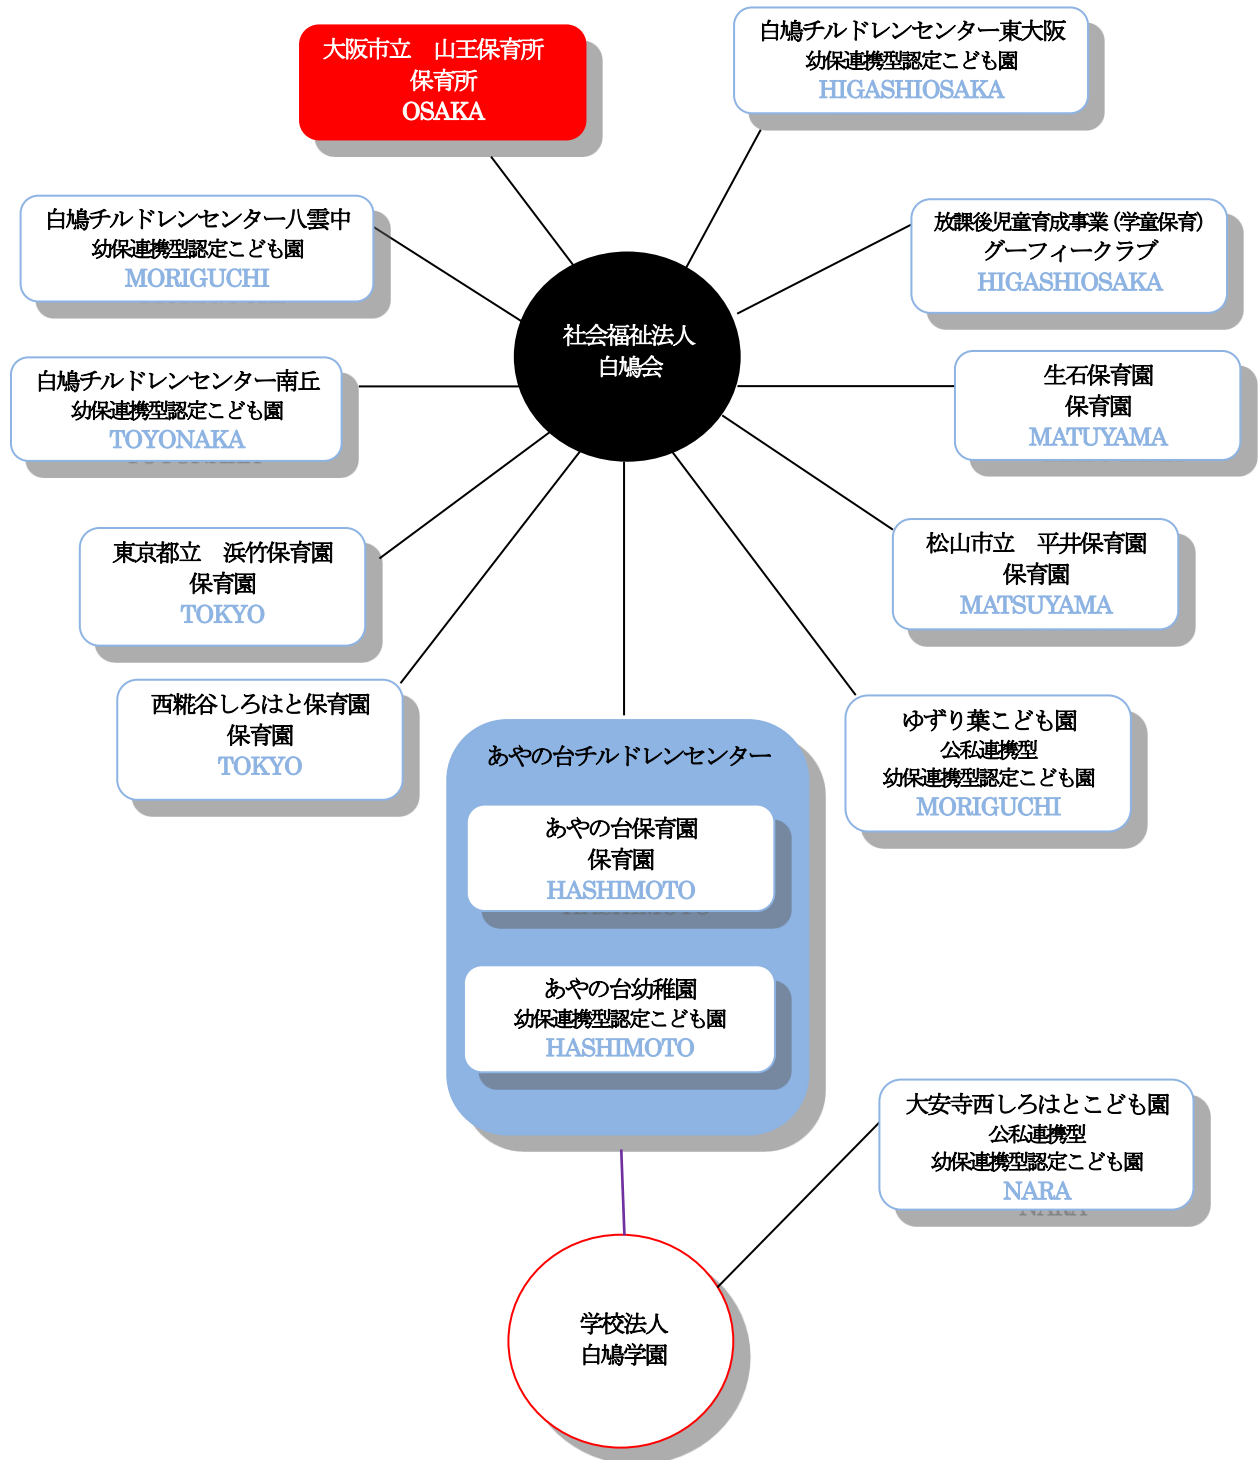 大阪市立　山王保育所
保育所
OSAKA
白鳩チルドレンセンター東大阪
幼保連携型認定こども園
HIGASHIOSAKA
白鳩チルドレンセンター八雲中
幼保連携型認定こども園
MORIGUCHI
放課後児童育成事業（学童保育）
グーフィークラブ
HIGASHIOSAKA
社会福祉法人
白鳩会
白鳩チルドレンセンター南丘
幼保連携型認定こども園
TOYONAKA
生石保育園
保育園
MATUYAMA
東京都立　浜竹保育園
保育園
TOKYO
松山市立　平井保育園
保育園
MATSUYAMA
西糀谷しろはと保育園
保育園
TOKYO
ゆずり葉こども園
公私連携型
幼保連携型認定こども園
MORIGUCHI
あやの台チルドレンセンター
あやの台保育園
保育園
HASHIMOTO
あやの台幼稚園
幼保連携型認定こども園
HASHIMOTO
大安寺西しろはとこども園
公私連携型
幼保連携型認定こども園
NARA
学校法人
白鳩学園